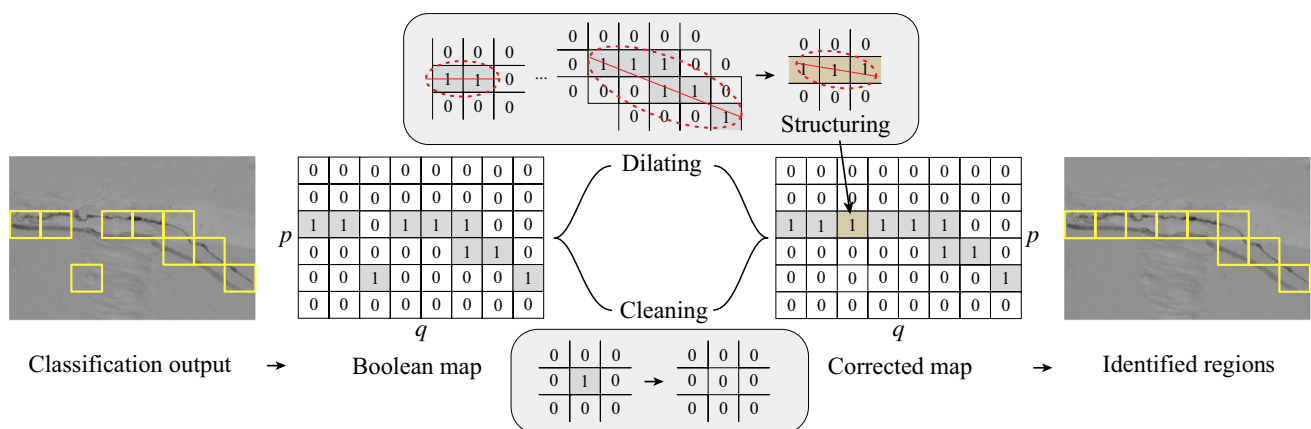 0 0 0
1 1 0
0 0 0
...
0 0 0 0 0
0 1 1 1 0 0
0 0 0 1 1 0
0 0 0 1
0 0 0
1 1 1
0 0 0
Structuring
0 0 0 0 0 0 0 0
0 0 0 0 0 0 0 0
1 1 0 1 1 1 0 0
0 0 0 0 0 1 1 0
0 0 1 0 0 0 0 1
0 0 0 0 0 0 0 0
p
q
Dilating
Cleaning
0 0 0 0 0 0 0 0
0 0 0 0 0 0 0 0
1 1 1 1 1 1 0 0
0 0 0 0 0 1 1 0
0 0 0 0 0 0 0 1
0 0 0 0 0 0 0 0
p
q
Classification output
Boolean map
0 0 0
0 1 0
0 0 0
0 0 0
0 0 0
0 0 0
Corrected map
Identified regions